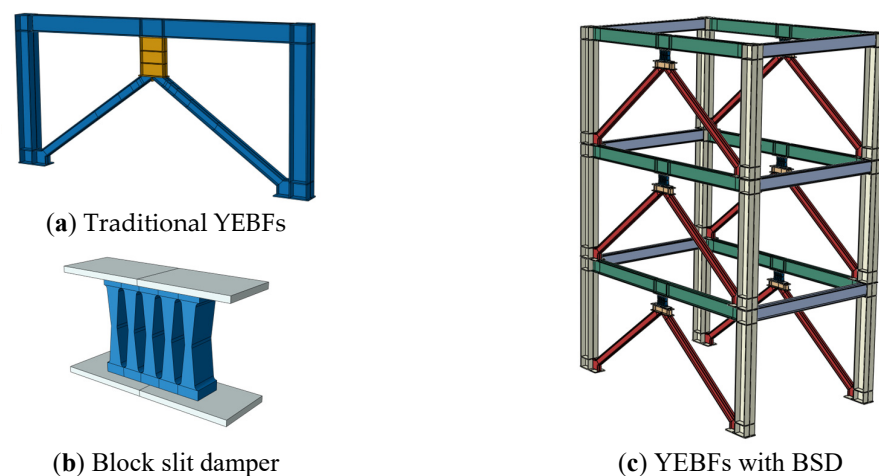 (a) Traditional YEBFs
(b) Block slit damper
(c) YEBFs with BSD